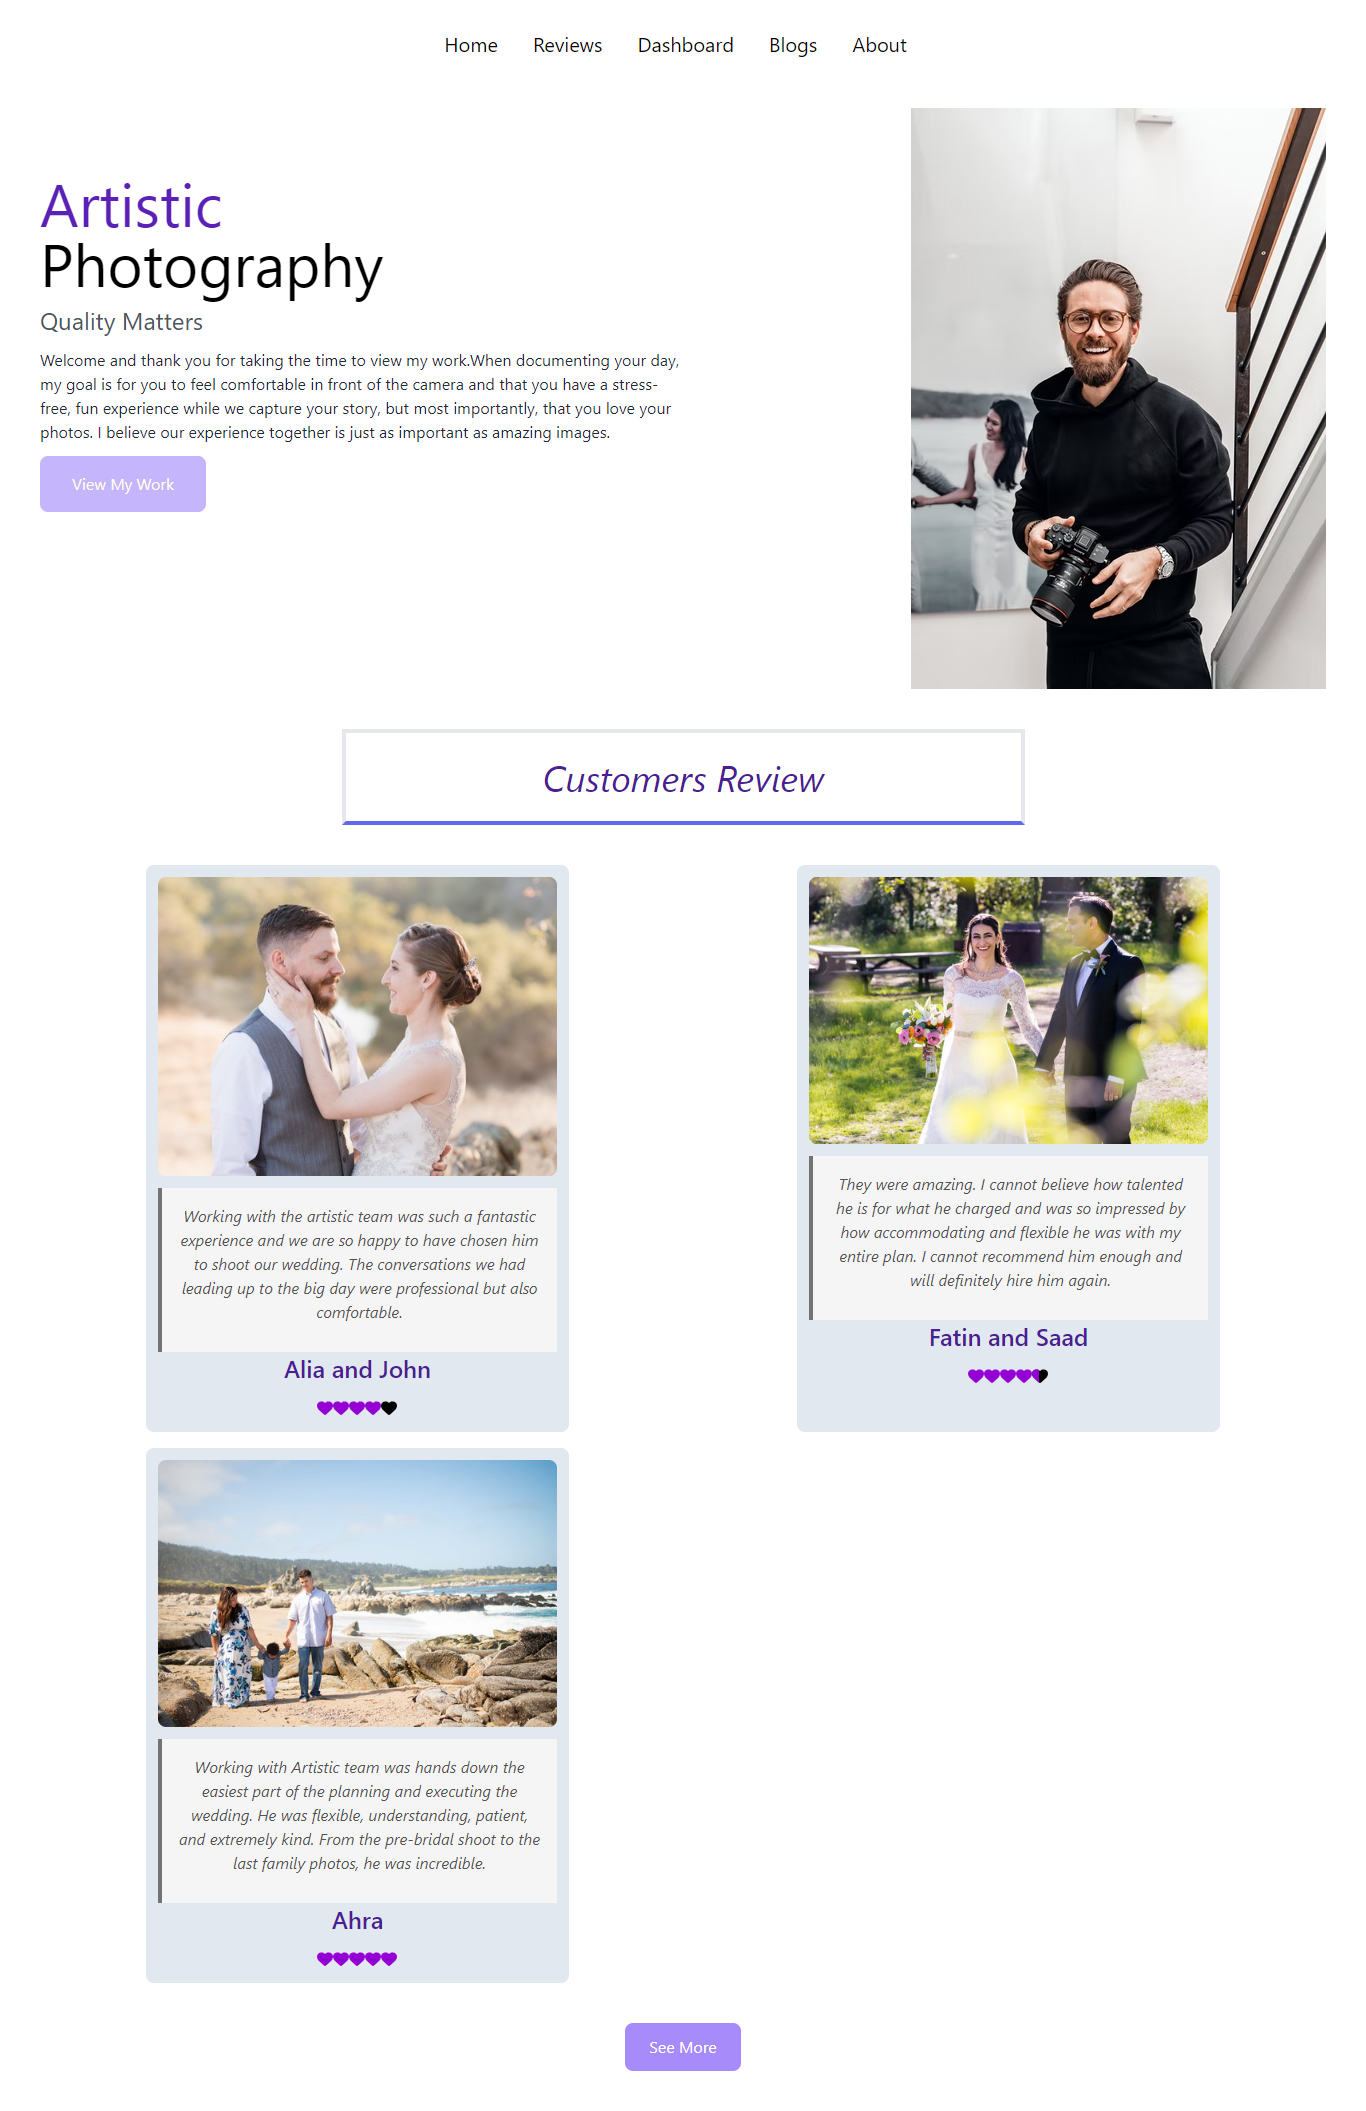 Home Reviews Dashboard Blogs About
Artistic
Photography
Quality Matters
Welcome and thank you for taking the time to view my work.When documenting your day,
my goal is for you to feel comfortable in front of the camera and that you have a stress-
free, fun experience while we capture your story, but most importantly, that you love your
photos. I believe our experience together is just as important as amazing images.
View My Work
Customers Review
Working with the artistic team was such a fantastic
experience and we are so happy to have chosen him
to shoot our wedding. The conversations we had
leading up to the big day were professional but also
comfortable.
Alia and John
They were amazing. I cannot believe how talented
he is for what he charged and was so impressed by
how accommodating and flexible he was with my
entire plan. I cannot recommend him enough and
will definitely hire him again.
Fatin and Saad
Working with Artistic team was hands down the
easiest part of the planning and executing the
wedding. He was flexible, understanding, patient,
and extremely kind. From the pre-bridal shoot to the
last family photos, he was incredible.
Ahra
See More